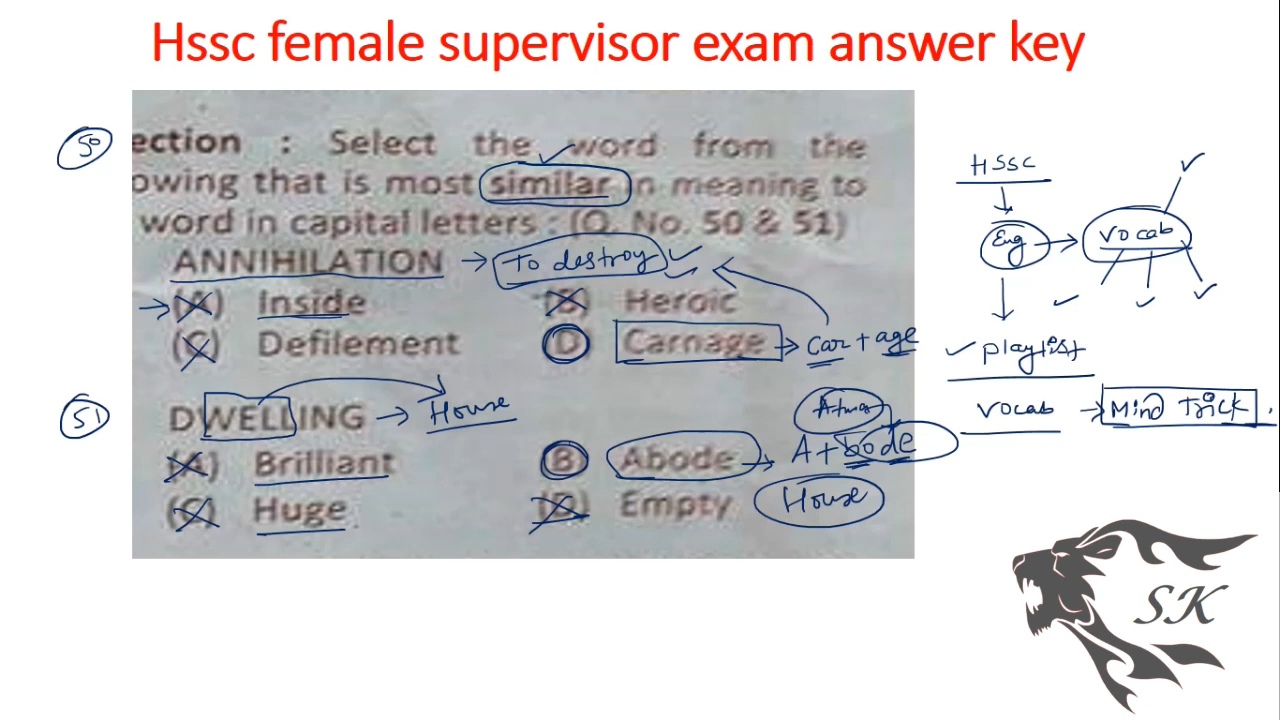 Hssc female supervisor exam answer key
50
ection : Select the word from the
owing that is most similar in meaning to
word in capital letters : (Q. No. 50 & 51)
ANNIHILATION → To destroy
(A) Inside (B) Heroic
(C) Defilement (D) Carnage → Car + age
51
DWELLING → House
(A) Brilliant (B) Abode → A + bode
(C) Huge (D) Empty House
HSSC
Eng → vocab
Playlist
vocab → Mind Trick.
SK